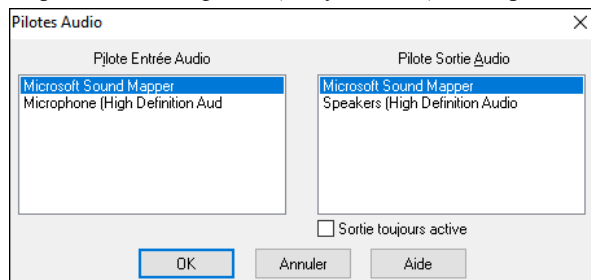 Pilotes Audio
Pilote Entrée Audio
Microsoft Sound Mapper
Microphone (High Definition Aud
Pilote Sortie Audio
Microsoft Sound Mapper
Speakers (High Definition Audio
Sortie toujours active
OK
Annuler
Aide